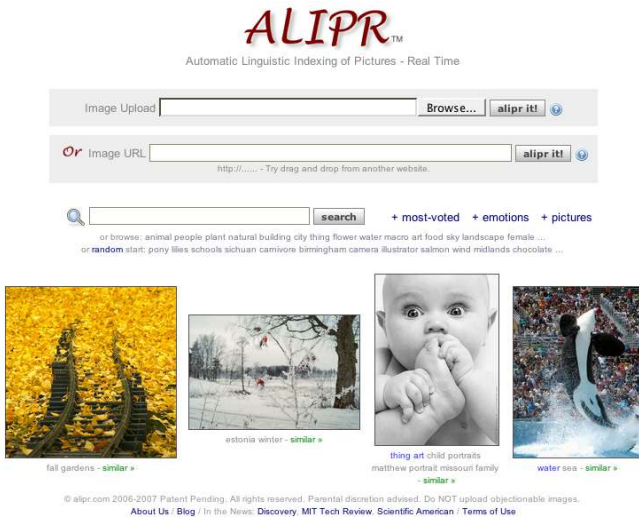 ALIPR™
Automatic Linguistic Indexing of Pictures - Real Time
Image Upload Browse... alipr it!
Or Image URL alipr it!
http://...... - Try drag and drop from another website.
search + most-voted + emotions + pictures
or browse: animal people plant natural building city thing flower water macro art food sky landscape female ...
or random start: pony lilies schools sichuan carnivore birmingham camera illustrator salmon wind midlands chocolate ...
fall gardens - similar »
estonia winter - similar »
thing art child portraits
matthew portrait missouri family
- similar »
water sea - similar »
© alipr.com 2006-2007 Patent Pending. All rights reserved. Parental discretion advised. Do NOT upload objectionable images.
About Us / Blog / In the News: Discovery, MIT Tech Review, Scientific American / Terms of Use